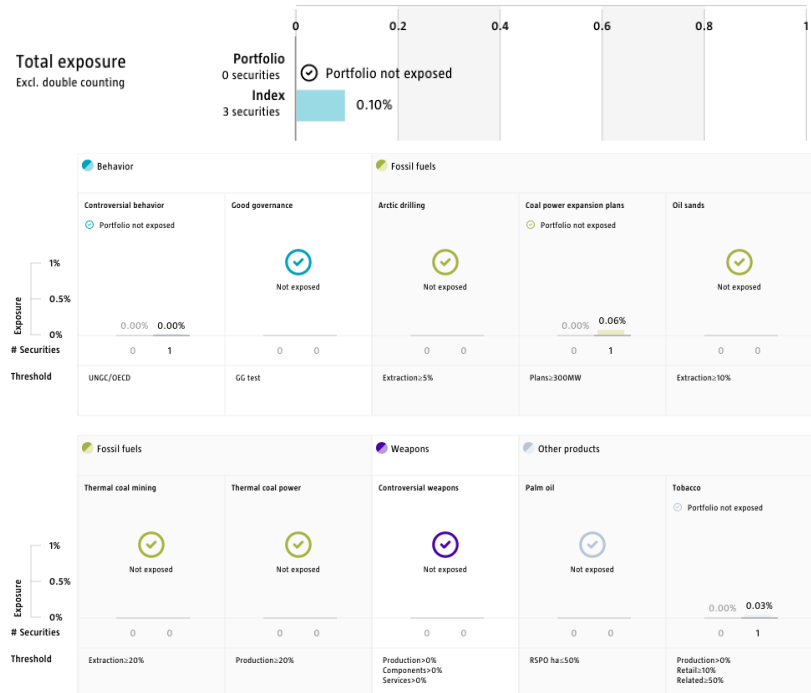 0 0.2 0.4 0.6 0.8 1
Total exposure
Excl. double counting
Portfolio
0 securities
Portfolio not exposed
Index
3 securities
0.10%
Behavior
Fossil fuels
Controversial behavior
Good governance
Arctic drilling
Coal power expansion plans
Oil sands
Portfolio not exposed
Portfolio not exposed
Not exposed
Not exposed
Not exposed
Exposure
1%
0.5%
0%
0.00% 0.00%
0.00% 0.06%
# Securities
0 1
0 0
0 0
0 1
0 0
Threshold
UNGC/OECD
GG test
Extraction≥5%
Plans≥300MW
Extraction≥10%
Fossil fuels
Weapons
Other products
Thermal coal mining
Thermal coal power
Controversial weapons
Palm oil
Tobacco
Portfolio not exposed
Not exposed
Not exposed
Not exposed
Not exposed
Exposure
1%
0.5%
0%
0.00% 0.03%
# Securities
0 0
0 0
0 0
0 0
0 1
Threshold
Extraction≥20%
Production≥20%
Production>0%
Components>0%
Services>0%
RSPO ha≤50%
Production>0%
Retail≥10%
Related≥50%